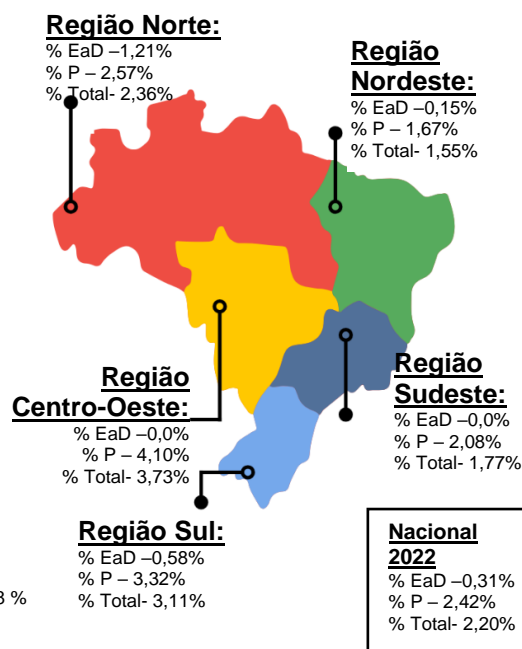 Região Norte:
% EaD –1,21%
% P – 2,57%
% Total- 2,36%
Região
Nordeste:
% EaD –0,15%
% P – 1,67%
% Total- 1,55%
Região
Centro-Oeste:
% EaD –0,0%
% P – 4,10%
% Total- 3,73%
Região
Sudeste:
% EaD –0,0%
% P – 2,08%
% Total- 1,77%
Região Sul:
% EaD –0,58%
% P – 3,32%
% Total- 3,11%
%
Nacional
2022
% EaD –0,31%
% P – 2,42%
% Total- 2,20%